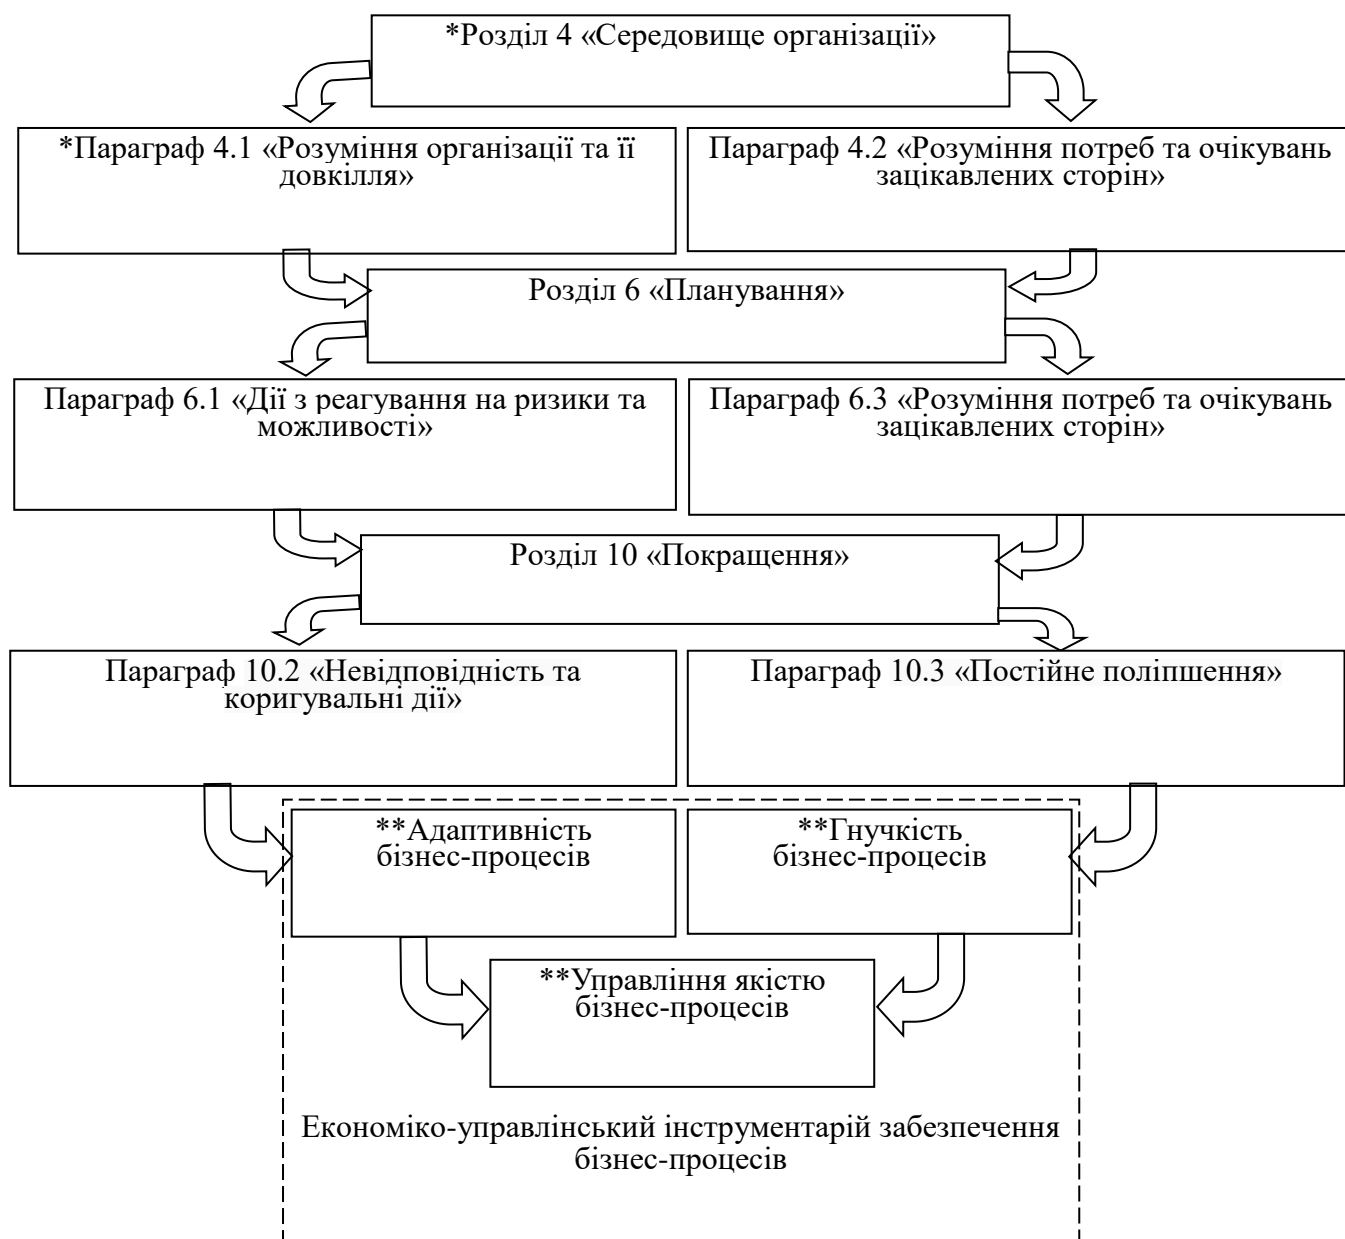 *Розділ 4 «Середовище організації»
*Параграф 4.1 «Розуміння організації та її
довкілля»
Параграф 4.2 «Розуміння потреб та очікувань
зацікавлених сторін»
Розділ 6 «Планування»
Параграф 6.1 «Дії з реагування на ризики та
можливості»
Параграф 6.3 «Розуміння потреб та очікувань
зацікавлених сторін»
Розділ 10 «Покращення»
Параграф 10.2 «Невідповідність та
коригувальні дії»
Параграф 10.3 «Постійне поліпшення»
**Адаптивність
бізнес-процесів
**Гнучкість
бізнес-процесів
**Управління якістю
бізнес-процесів
Економіко-управлінський інструментарій забезпечення
бізнес-процесів